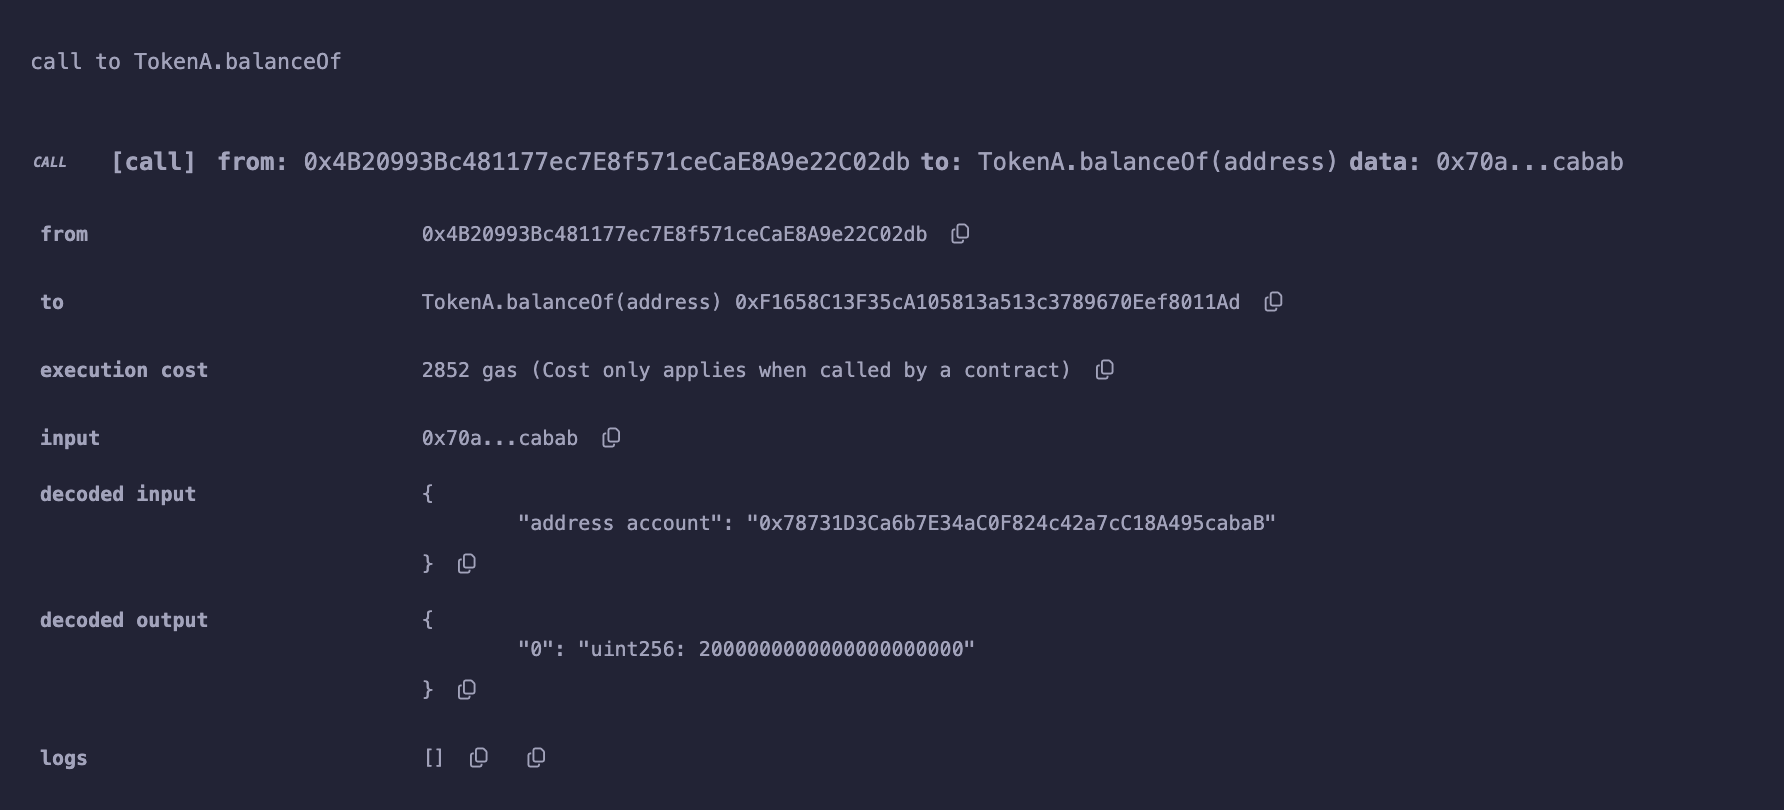 call to TokenA.balanceOf
CALL [call] from: 0x4B20993Bc481177ec7E8f571ceCaE8A9e22C02db to: TokenA.balanceOf(address) data: 0x70a...cabab
from 0x4B20993Bc481177ec7E8f571ceCaE8A9e22C02db
to TokenA.balanceOf(address) 0xF1658C13F35cA105813a513c3789670Eef8011Ad
execution cost 2852 gas (Cost only applies when called by a contract)
input 0x70a...cabab
decoded input {
"address account": "0x78731D3Ca6b7E34aC0F824c42a7cC18A495cabaB"
}
decoded output {
"0": "uint256: 2000000000000000000000"
}
logs []